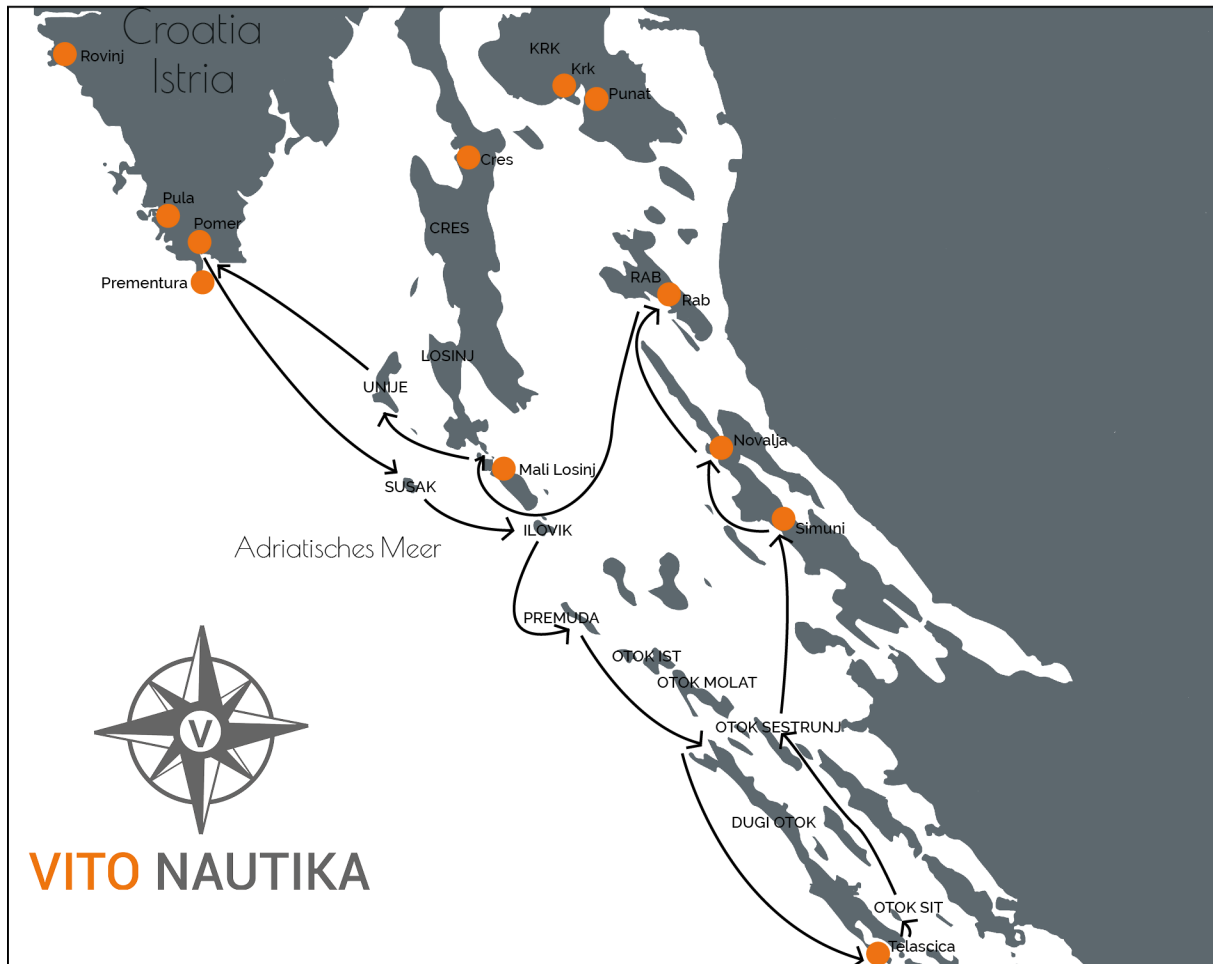 Croatia
Istria
Rovinj
KRK
Krk
Punat
Cres
Pula
Pomer
CRES
Prementura
RAB
Rab
LOSINJ
UNIJE
Novalja
Mali Losinj
SUSAK
Simuni
ILOVIK
Adriatisches Meer
PREMUDA
OTOK IST
OTOK MOLAT
OTOK SESTRUNJ
V
DUGI OTOK
VITO NAUTIKA
OTOK SIT
Telascica